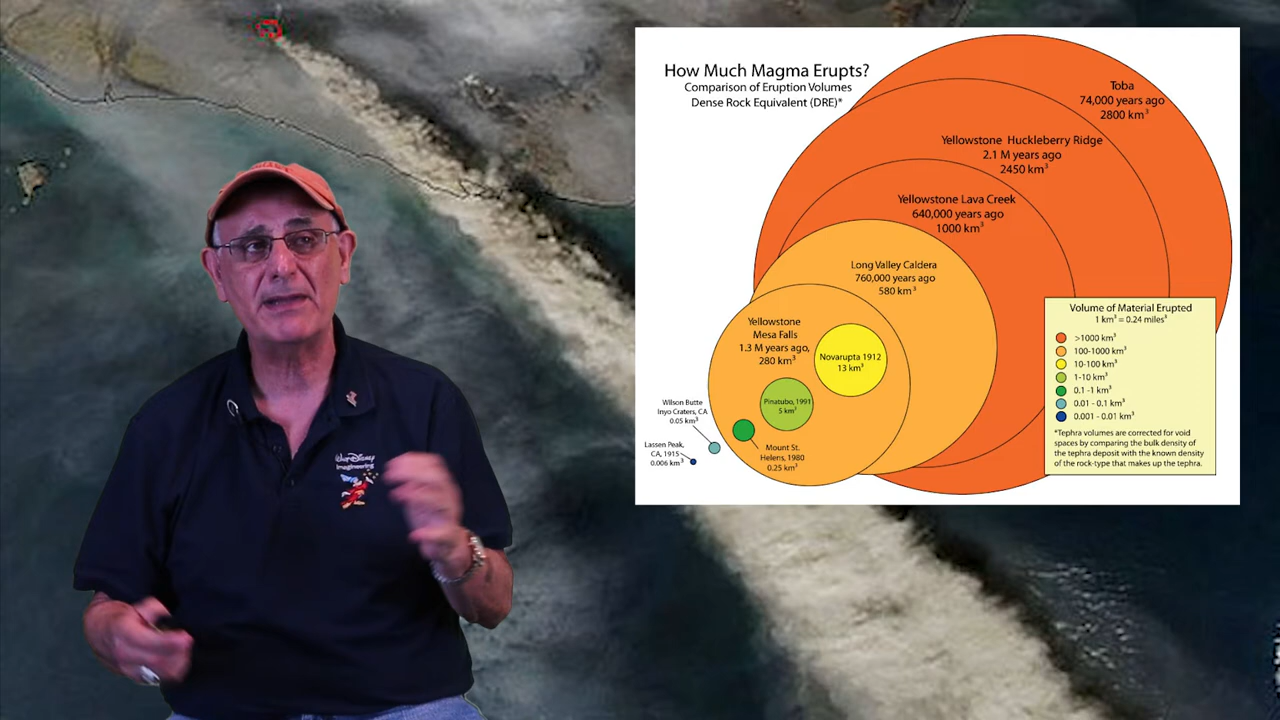 How Much Magma Erupts?
Comparison of Eruption Volumes
Dense Rock Equivalent (DRE)*
Toba
74,000 years ago
2800 km³
Yellowstone Huckleberry Ridge
2.1 M years ago
2450 km³
Yellowstone Lava Creek
640,000 years ago
1000 km³
Long Valley Caldera
760,000 years ago
580 km³
Yellowstone
Mesa Falls
1.3 M years ago,
280 km³
Novarupta 1912
13 km³
Pinatubo, 1991
5 km³
Wilson Butte
Inyo Craters, CA
0.05 km³
Lassen Peak,
CA, 1915
0.006 km³
Mount St.
Helens, 1980
0.25 km³
Volume of Material Erupted
1 km³ = 0.24 miles³
>1000 km³
100-1000 km³
10-100 km³
1-10 km³
0.1 -1 km³
0.01 - 0.1 km³
0.001 - 0.01 km³
*Tephra volumes are corrected for void
spaces by comparing the bulk density of
the tephra deposit with the known density
of the rock-type that makes up the tephra.
Walt Disney
Imagineering